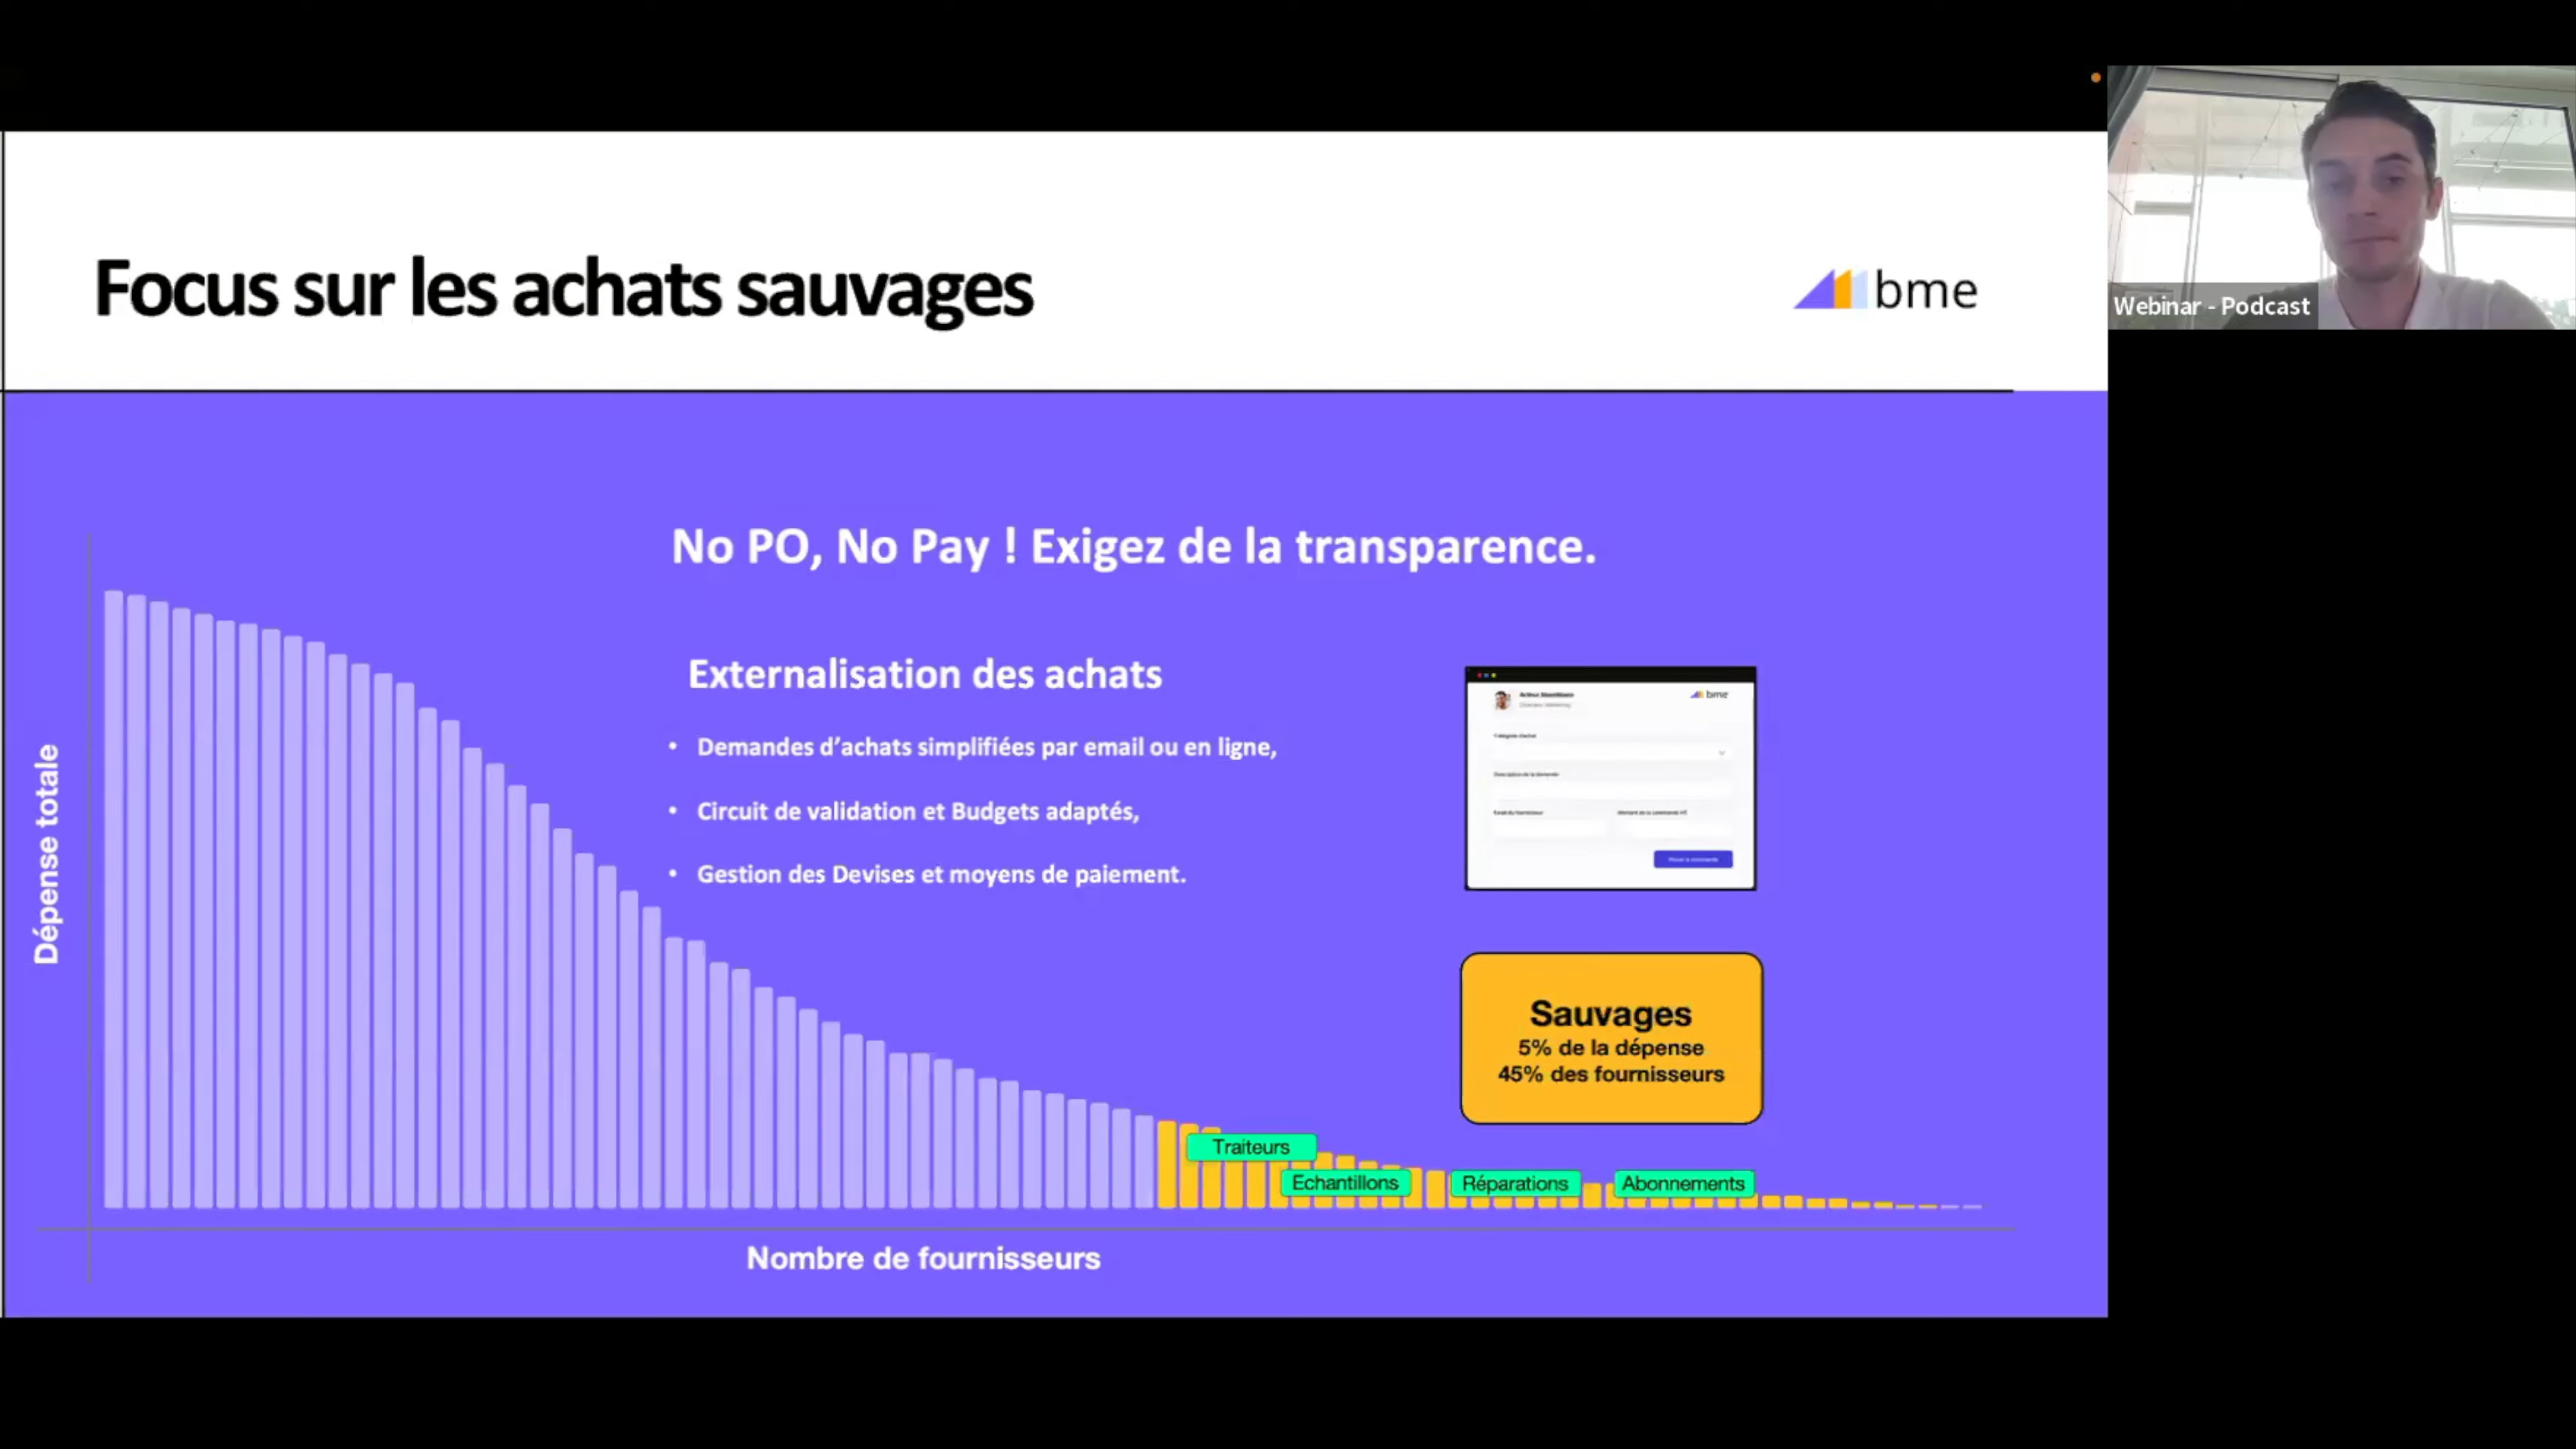 Focus sur les achats sauvages
bme
Webinar - Podcast
No PO, No Pay ! Exigez de la transparence.
Externalisation des achats
• Demandes d’achats simplifiées par email ou en ligne,
• Circuit de validation et Budgets adaptés,
• Gestion des Devises et moyens de paiement.
bme
Sauvages
5% de la dépense
45% des fournisseurs
Dépense totale
Traiteurs
Echantillons
Réparations
Abonnements
Nombre de fournisseurs